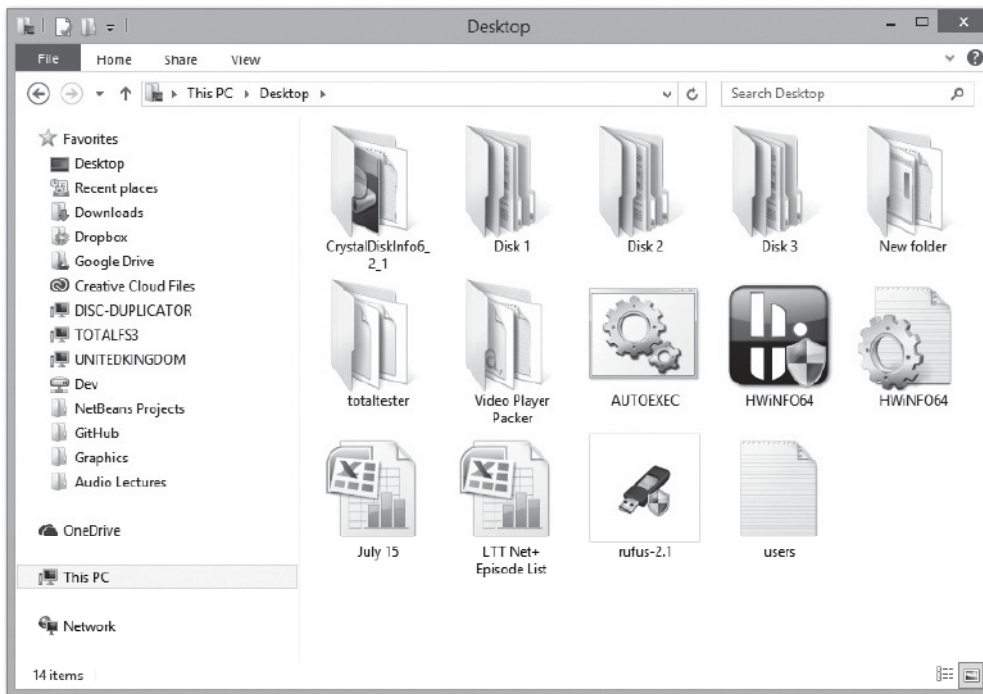 Desktop
File Home Share View
This PC Desktop
Search Desktop
Favorites
Desktop
Recent places
Downloads
Dropbox
Google Drive
Creative Cloud Files
DISC-DUPLICATOR
TOTALFS3
UNITEDKINGDOM
Dev
NetBeans Projects
GitHub
Graphics
Audio Lectures
OneDrive
This PC
Network
CrystalDiskInfo6_
2_1
Disk 1
Disk 2
Disk 3
New folder
totaltester
Video Player
Packer
AUTOEXEC
HWiNFO64
HWiNFO64
July 15
LTT Net+
Episode List
rufus-2.1
users
14 items